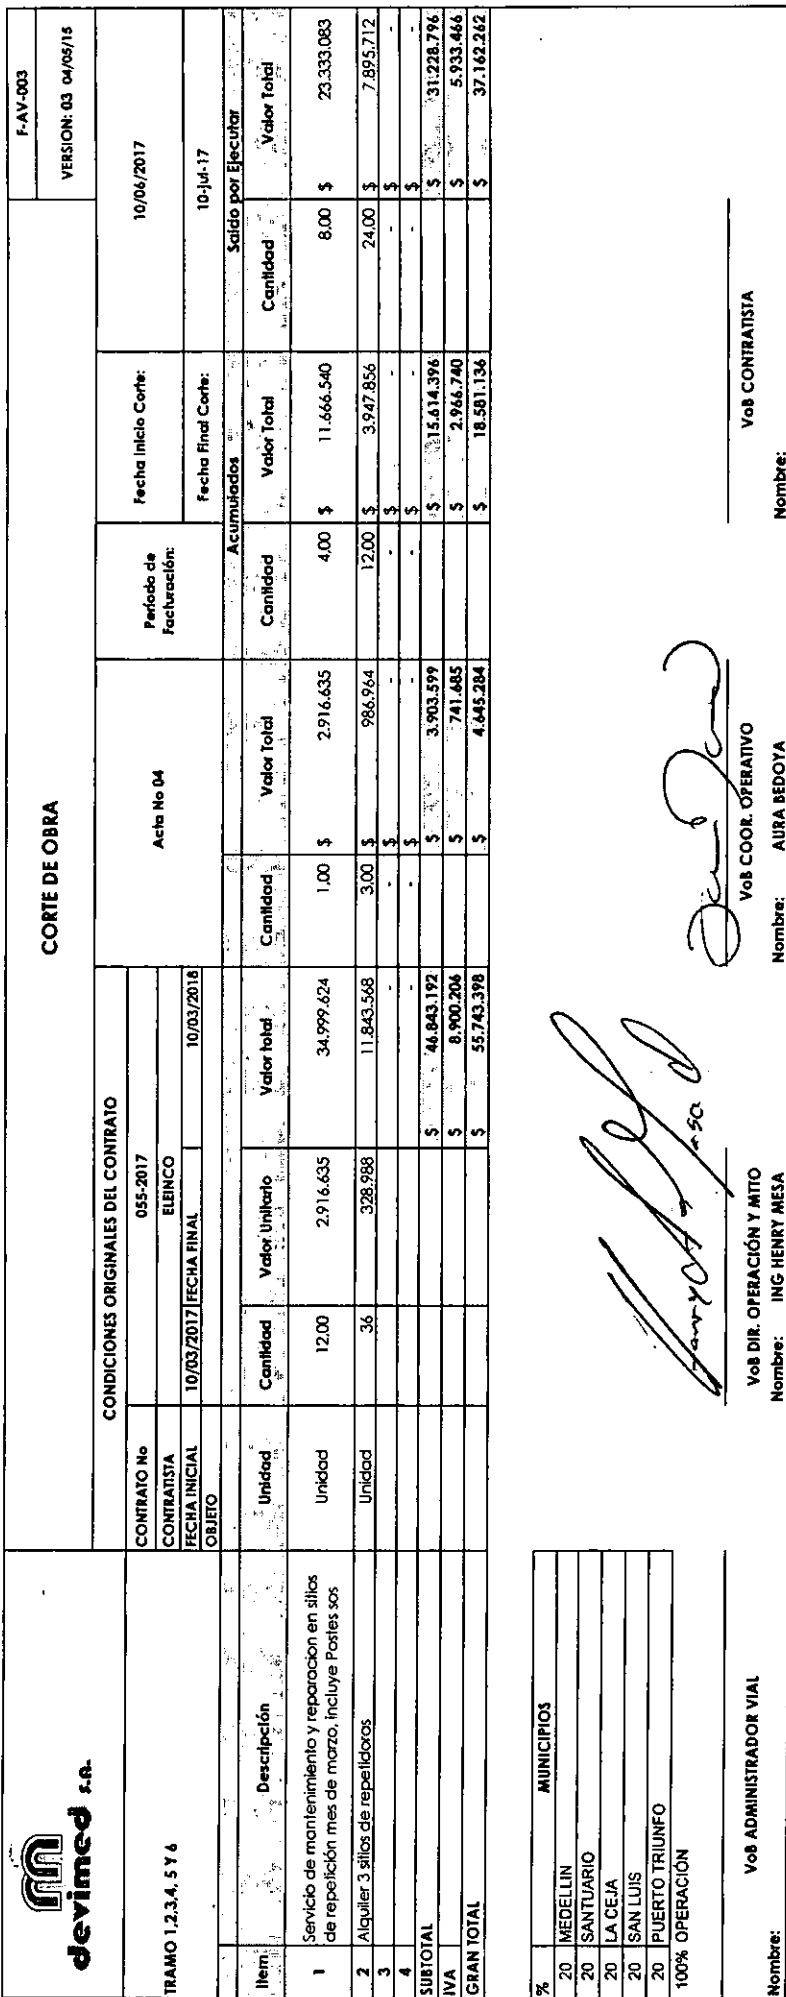 devimed s.a.
CORTE DE OBRA
F-AV-003
VERSION: 03 04/05/15
TRAMO 1,2,3,4, 5 Y 6
CONDICIONES ORIGINALES DEL CONTRATO
CONTRATO No 055-2017
CONTRATISTA ELEINCO
FECHA INICIAL 10/03/2017 FECHA FINAL 10/03/2018
OBJETO
Acta No 04
Período de Facturación:
Fecha Inicio Corte: 10/06/2017
Fecha Final Corte: 10-jul-17
Acumulados Saldo por Ejecutar
Item Descripción Unidad Cantidad Valor Unitario Valor total Cantidad Valor Total Cantidad Valor Total Cantidad Valor Total
1 Servicio de mantenimiento y reparacion en sitios de repetición mes de marzo, incluye Postes sos Unidad 12,00 2.916.635 34.999.624 1,00 $ 2.916.635 4,00 $ 11.666.540 8,00 $ 23.333.083
2 Alquiler 3 sitios de repetidoras Unidad 36 328.988 11.843.568 3,00 $ 986.964 12,00 $ 3.947.856 24,00 $ 7.895.712
3 - - $ - - $ - - $ -
4 - - $ - - $ - - $ -
SUBTOTAL $ 46.843.192 $ 3.903.599 $ 15.614.396 $ 31.228.796
IVA $ 8.900.206 $ 741.685 $ 2.966.740 $ 5.933.466
GRAN TOTAL $ 55.743.398 $ 4.645.284 $ 18.581.136 $ 37.162.262
% MUNICIPIOS
20 MEDELLIN
20 SANTUARIO
20 LA CEJA
20 SAN LUIS
20 PUERTO TRIUNFO
100% OPERACIÓN
VoB ADMINISTRADOR VIAL
Nombre:
VoB DIR. OPERACIÓN Y MTTO
Nombre: ING HENRY MESA
VoB COOR. OPERATIVO
Nombre: AURA BEDOYA
VoB CONTRATISTA
Nombre: